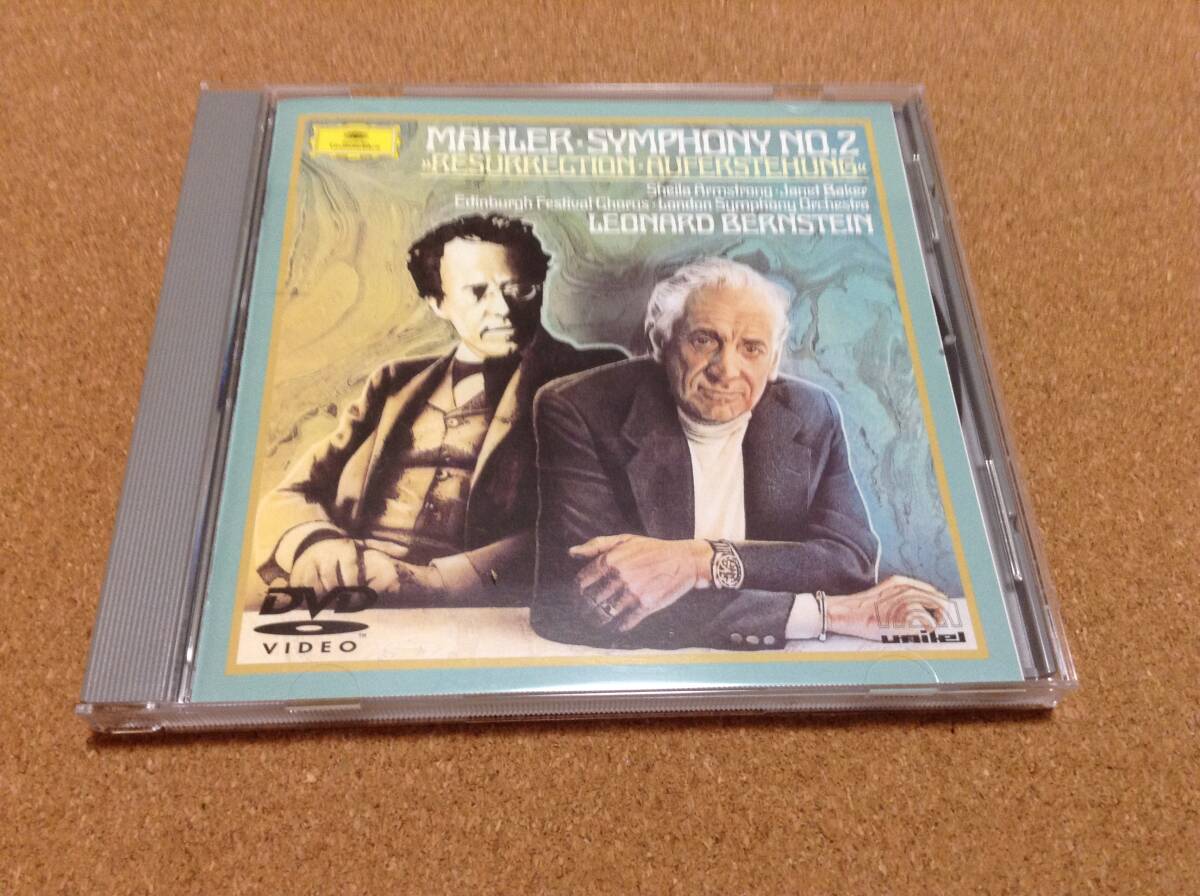 MAHLER · SYMPHONY NO. 2
»RESURRECTION · AUFERSTEHUNG«
Sheila Armstrong · Janet Baker
Edinburgh Festival Chorus · London Symphony Orchestra
LEONARD BERNSTEIN
DVD
VIDEO™
unitel